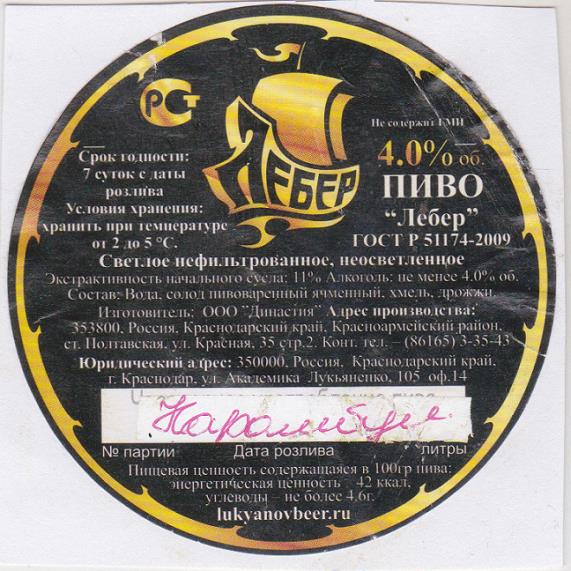 РСТ
ЛЕБЕР
Не содержит ГМИ
4.0% об.
ПИВО
“Лебер”
ГОСТ Р 51174-2009
Срок годности:
7 суток с даты
розлива
Условия хранения:
хранить при температуре
от 2 до 5 °С.
Светлое нефильтрованное, неосветленное
Экстрактивность начального сусла: 11% Алкоголь: не менее 4.0% об.
Состав: Вода, солод пивоваренный ячменный, хмель, дрожжи
Изготовитель: ООО "Династия" Адрес производства:
353800, Россия, Краснодарский край, Красноармейский район,
ст. Полтавская, ул. Красная, 35 стр.2. Конт. тел. – (86165) 3-35-43
Юридический адрес: 350000, Россия, Краснодарский край,
г. Краснодар, ул. Академика Лукьяненко, 105 оф.14
№ партии Дата розлива литры
Пищевая ценность содержащаяся в 100гр пива:
энергетическая ценность – 42 ккал,
углеводы – не более 4.6г.
lukyanovbeer.ru